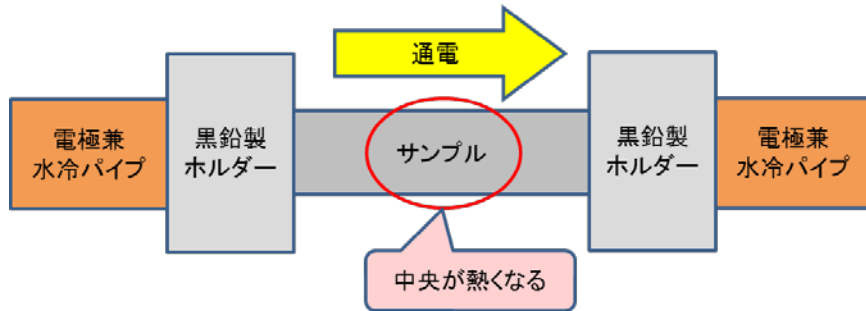 通電
電極兼
水冷パイプ
黒鉛製
ホルダー
サンプル
黒鉛製
ホルダー
電極兼
水冷パイプ
中央が熱くなる